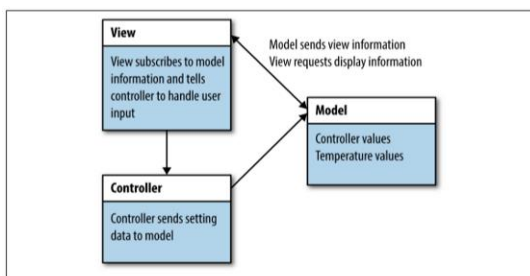 View
View subscribes to model
information and tells
controller to handle user
input
Model sends view information
View requests display information
Model
Controller values
Temperature values
Controller
Controller sends setting
data to model